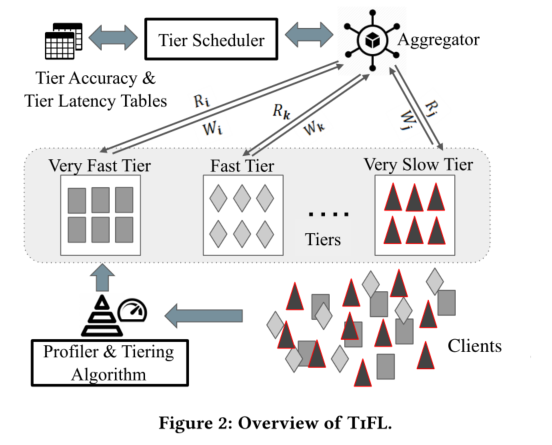 Tier Scheduler
Aggregator
Tier Accuracy &
Tier Latency Tables
R_i
W_i
R_k
W_k
R_j
W_j
Very Fast Tier
Fast Tier
Very Slow Tier
....
Tiers
Profiler & Tiering
Algorithm
Clients
Figure 2: Overview of TIFL.